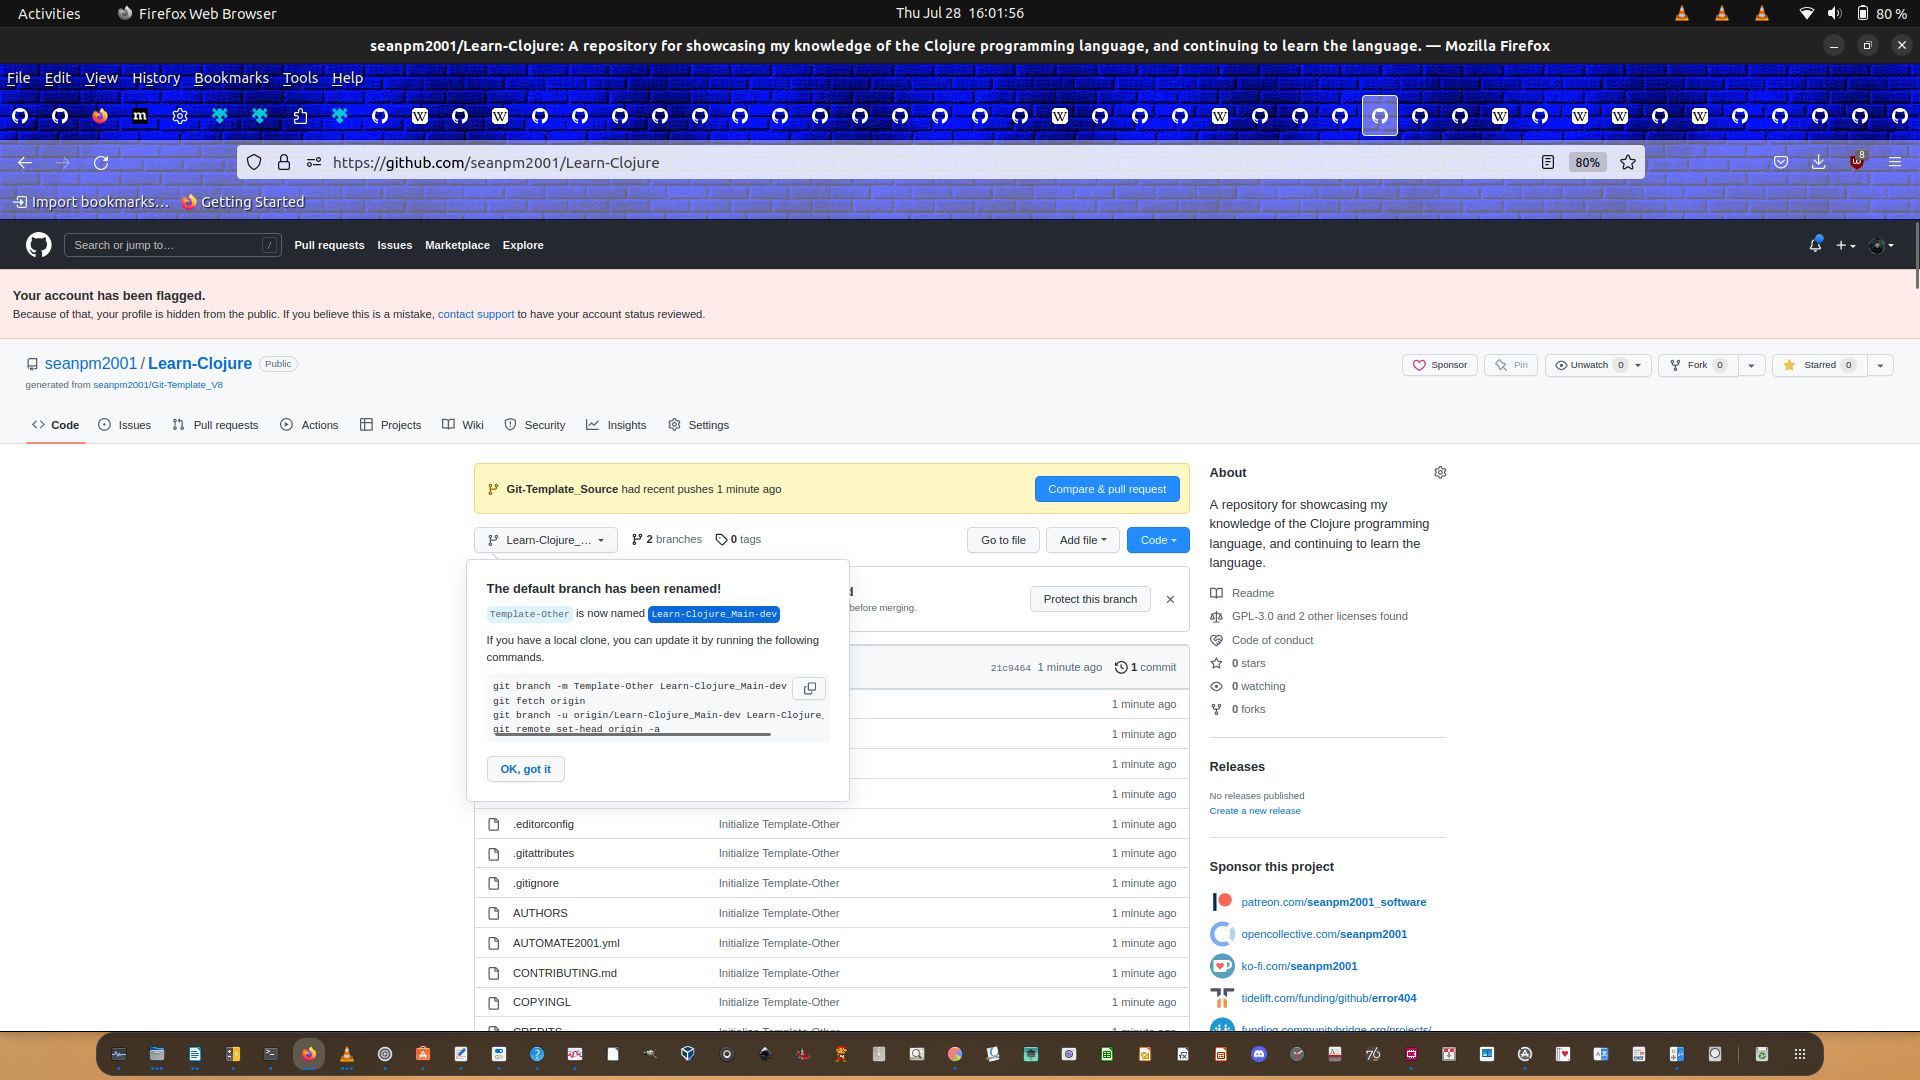 Activities
Firefox Web Browser
Thu Jul 28 16:01:56
80 %
seanpm2001/Learn-Clojure: A repository for showcasing my knowledge of the Clojure programming language, and continuing to learn the language. — Mozilla Firefox
File Edit View History Bookmarks Tools Help
https://github.com/seanpm2001/Learn-Clojure
80%
8
Import bookmarks…
Getting Started
Search or jump to…
/
Pull requests
Issues
Marketplace
Explore
Your account has been flagged.
Because of that, your profile is hidden from the public. If you believe this is a mistake, contact support to have your account status reviewed.
seanpm2001 / Learn-Clojure
Public
generated from seanpm2001/Git-Template_V8
Sponsor
Pin
Unwatch 0
Fork 0
Starred 0
Code
Issues
Pull requests
Actions
Projects
Wiki
Security
Insights
Settings
Git-Template_Source had recent pushes 1 minute ago
Compare & pull request
Learn-Clojure_…
2 branches
0 tags
Go to file
Add file
Code
The default branch has been renamed!
Template-Other is now named Learn-Clojure_Main-dev
If you have a local clone, you can update it by running the following
commands.
git branch -m Template-Other Learn-Clojure_Main-dev
git fetch origin
git branch -u origin/Learn-Clojure_Main-dev Learn-Clojure_
git remote set-head origin -a
OK, got it
d
before merging.
Protect this branch
21c9464 1 minute ago
1 commit
1 minute ago
1 minute ago
1 minute ago
1 minute ago
.editorconfig Initialize Template-Other 1 minute ago
.gitattributes Initialize Template-Other 1 minute ago
.gitignore Initialize Template-Other 1 minute ago
AUTHORS Initialize Template-Other 1 minute ago
AUTOMATE2001.yml Initialize Template-Other 1 minute ago
CONTRIBUTING.md Initialize Template-Other 1 minute ago
COPYINGL Initialize Template-Other 1 minute ago
CREDITS Initialize Template-Other 1 minute ago
About
A repository for showcasing my
knowledge of the Clojure programming
language, and continuing to learn the
language.
Readme
GPL-3.0 and 2 other licenses found
Code of conduct
0 stars
0 watching
0 forks
Releases
No releases published
Create a new release
Sponsor this project
patreon.com/seanpm2001_software
opencollective.com/seanpm2001
ko-fi.com/seanpm2001
tidelift.com/funding/github/error404
funding.communitybridge.org/projects/